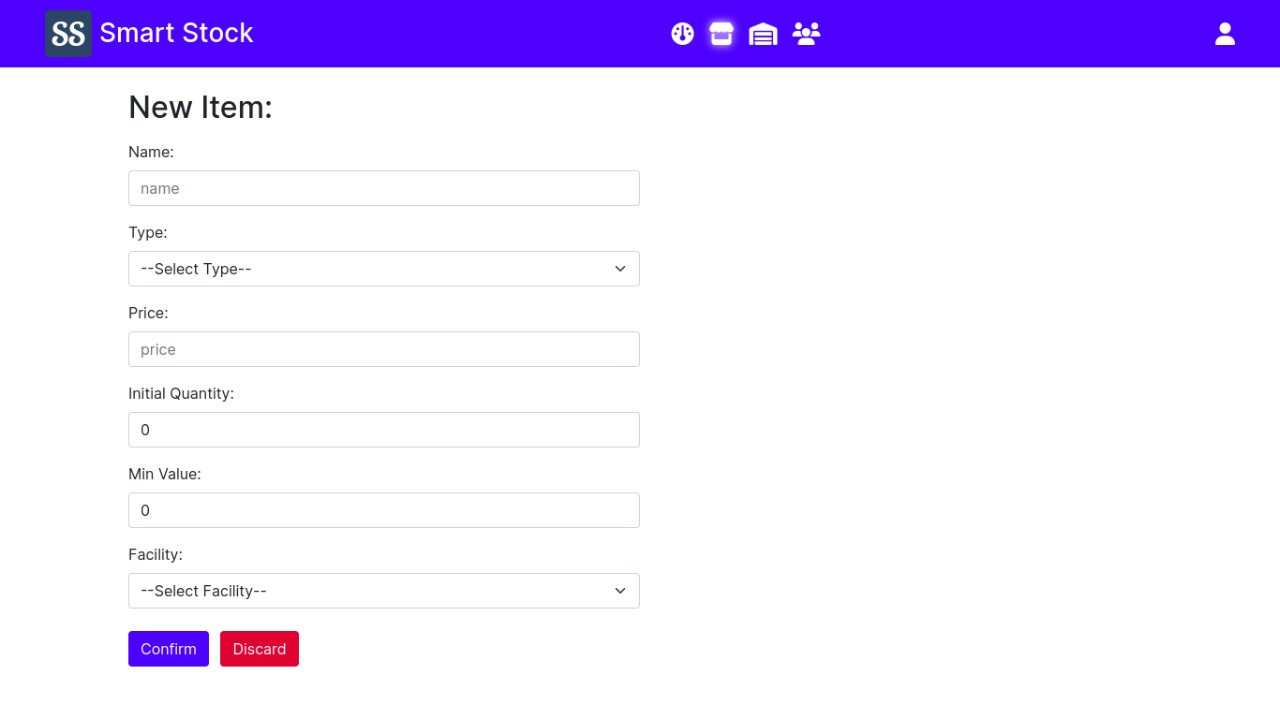 SS Smart Stock
New Item:
Name:
name
Type:
--Select Type--
Price:
price
Initial Quantity:
0
Min Value:
0
Facility:
--Select Facility--
Confirm Discard